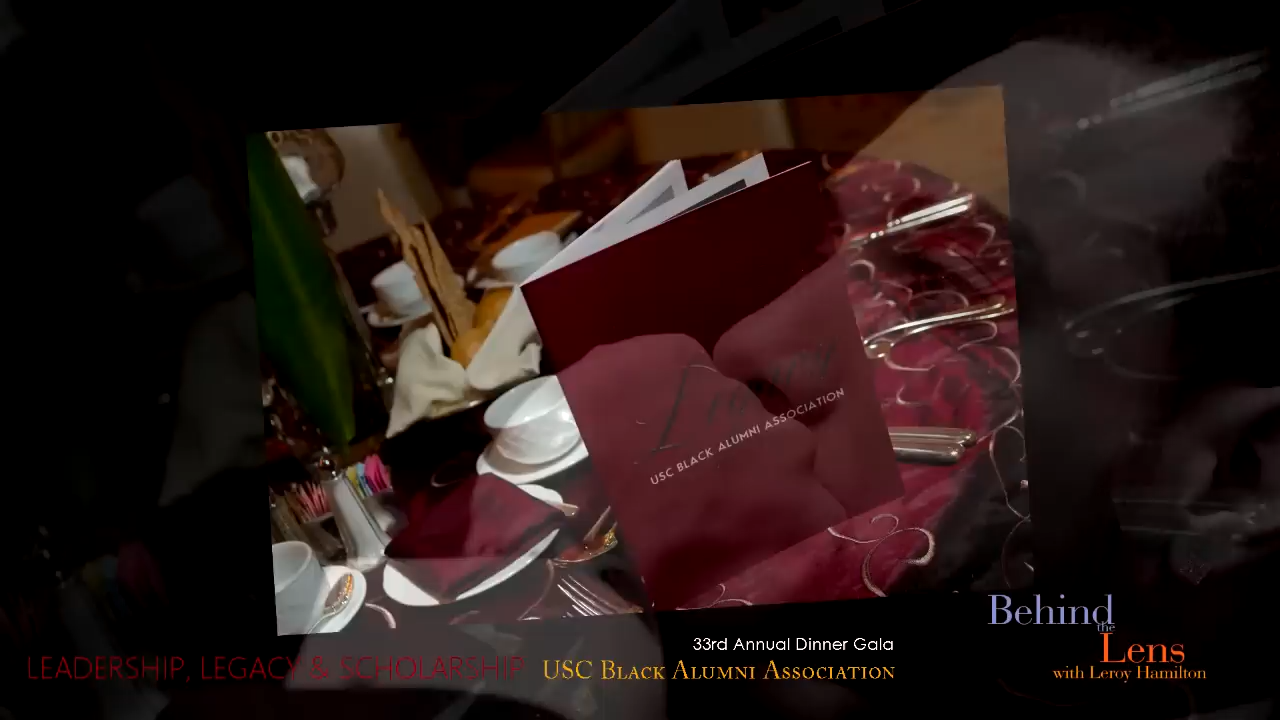 Legacy
USC BLACK ALUMNI ASSOCIATION
33rd Annual Dinner Gala
LEADERSHIP, LEGACY & SCHOLARSHIP
USC BLACK ALUMNI ASSOCIATION
Behind
the
Lens
with Leroy Hamilton